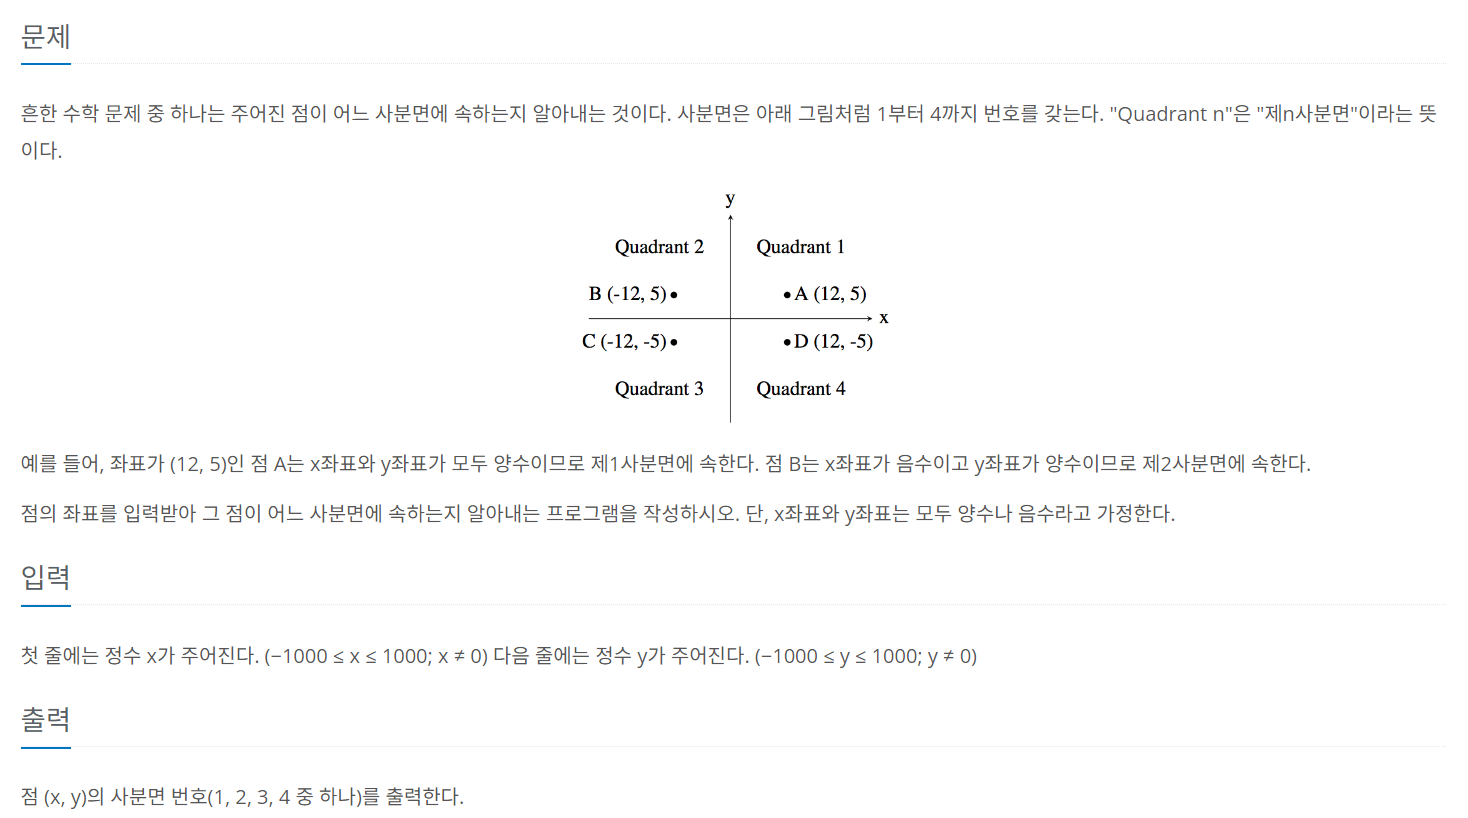 문제
흔한 수학 문제 중 하나는 주어진 점이 어느 사분면에 속하는지 알아내는 것이다. 사분면은 아래 그림처럼 1부터 4까지 번호를 갖는다. "Quadrant n"은 "제n사분면"이라는 뜻
이다.
y
Quadrant 2 Quadrant 1
B (-12, 5) A (12, 5)
x
C (-12, -5) D (12, -5)
Quadrant 3 Quadrant 4
예를 들어, 좌표가 (12, 5)인 점 A는 x좌표와 y좌표가 모두 양수이므로 제1사분면에 속한다. 점 B는 x좌표가 음수이고 y좌표가 양수이므로 제2사분면에 속한다.
점의 좌표를 입력받아 그 점이 어느 사분면에 속하는지 알아내는 프로그램을 작성하시오. 단, x좌표와 y좌표는 모두 양수나 음수라고 가정한다.
입력
첫 줄에는 정수 x가 주어진다. (−1000 ≤ x ≤ 1000; x ≠ 0) 다음 줄에는 정수 y가 주어진다. (−1000 ≤ y ≤ 1000; y ≠ 0)
출력
점 (x, y)의 사분면 번호(1, 2, 3, 4 중 하나)를 출력한다.